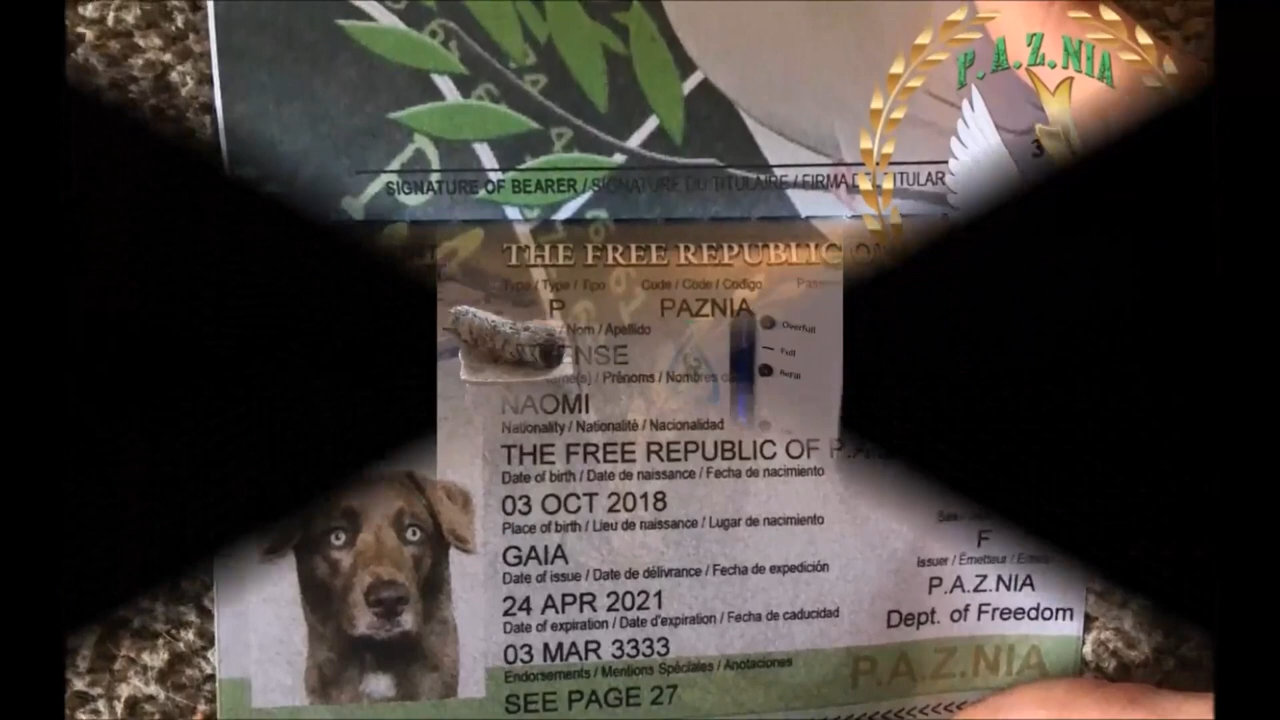 P.A.Z.NIA
3
SIGNATURE OF BEARER / SIGNATURE DU TITULAIRE / FIRMA DEL TITULAR
THE FREE REPUBLIC
Type / Type / Tipo Code / Code / Codigo
P PAZNIA
/ Nom / Apellido
Overfull
Full
ENSE
Refill
me(s) / Prénoms / Nombres
NAOMI
Nationality / Nationalité / Nacionalidad
THE FREE REPUBLIC OF
Date of birth / Date de naissance / Fecha de nacimiento
03 OCT 2018
Place of birth / Lieu de naissance / Lugar de nacimiento
F
GAIA
Issuer / Émetteur /
Date of issue / Date de délivrance / Fecha de expedición
P.A.Z.NIA
24 APR 2021
Dept. of Freedom
Date of expiration / Date d'expiration / Fecha de caducidad
03 MAR 3333
Endorsements / Mentions Spéciales / Anotaciones
P.A.Z.NIA
SEE PAGE 27